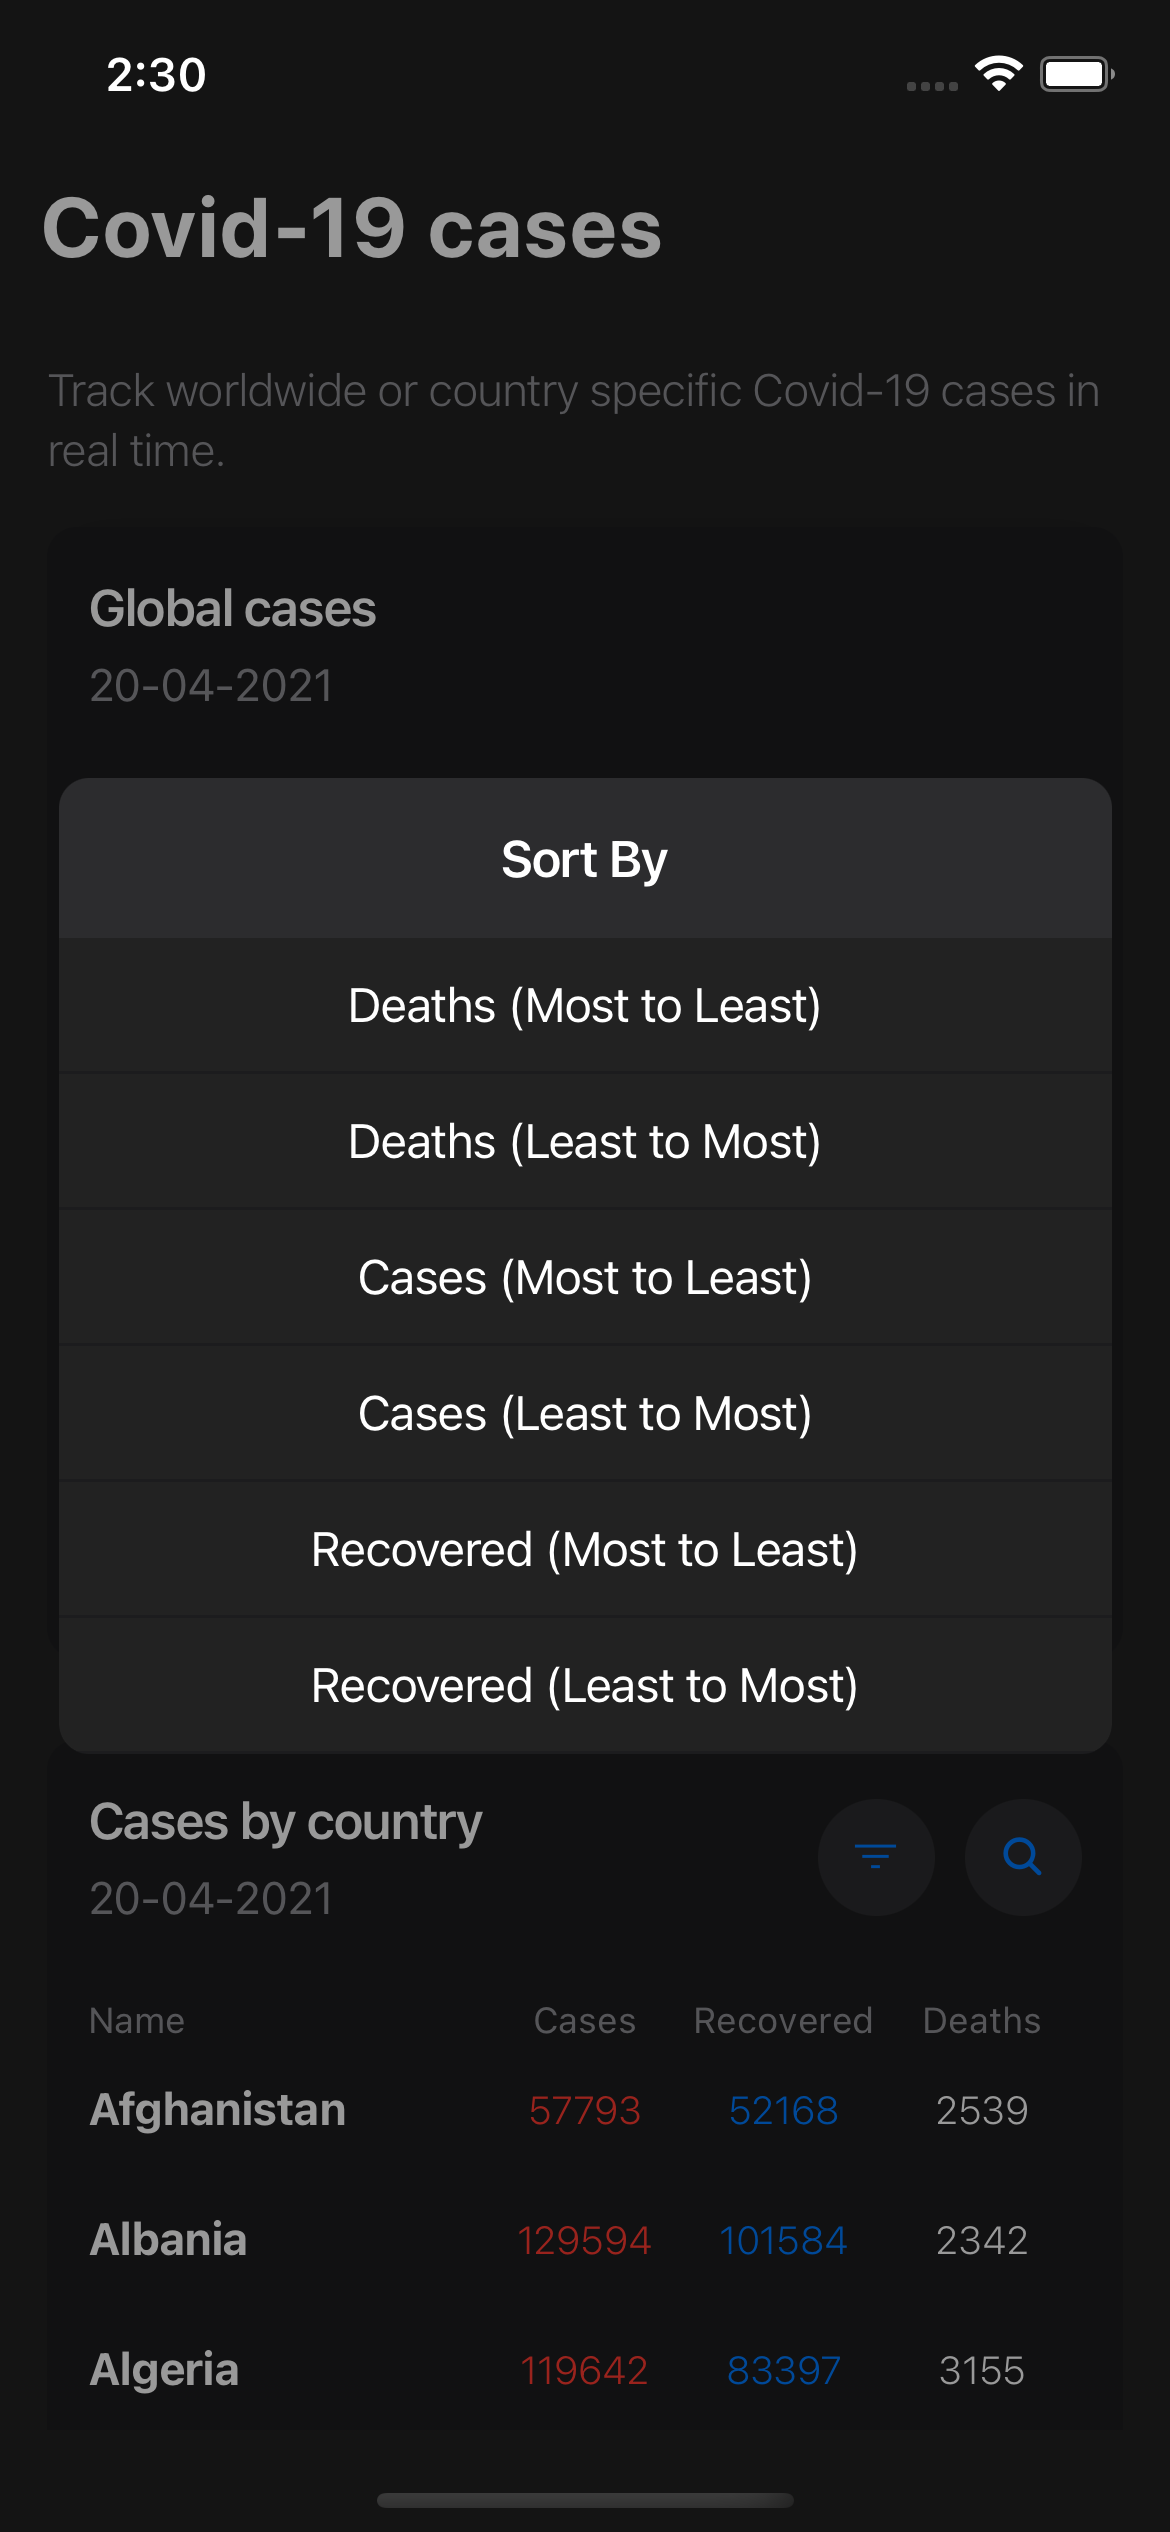 2:30
Covid-19 cases
Track worldwide or country specific Covid-19 cases in
real time.
Global cases
20-04-2021
Sort By
Deaths (Most to Least)
Deaths (Least to Most)
Cases (Most to Least)
Cases (Least to Most)
Recovered (Most to Least)
Recovered (Least to Most)
Cases by country
20-04-2021
Name Cases Recovered Deaths
Afghanistan 57793 52168 2539
Albania 129594 101584 2342
Algeria 119642 83397 3155